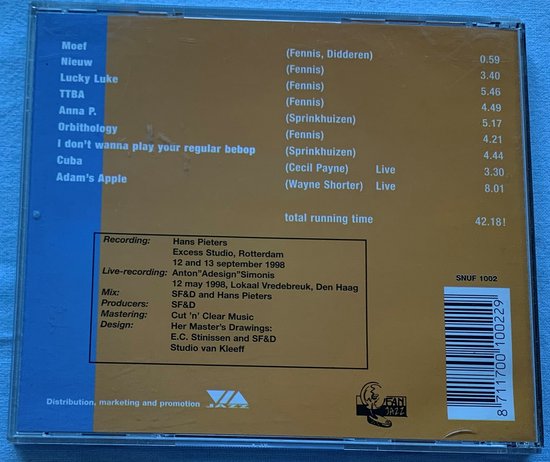 Moef (Fennis, Didderen) 0.59
Nieuw (Fennis) 3.40
Lucky Luke (Fennis) 5.46
TTBA (Fennis) 4.49
Anna P. (Sprinkhuizen) 5.17
Orbithology (Fennis) 4.21
I don't wanna play your regular bebop (Sprinkhuizen) 4.44
Cuba (Cecil Payne) Live 3.30
Adam's Apple (Wayne Shorter) Live 8.01
total running time 42.18!
Recording: Hans Pieters
Excess Studio, Rotterdam
12 and 13 september 1998
Live-recording: Anton"Adesign"Simonis
12 may 1998, Lokaal Vredebreuk, Den Haag
Mix: SF&D and Hans Pieters
Producers: SF&D
Mastering: Cut 'n' Clear Music
Design: Her Master's Drawings:
E.C. Stinissen and SF&D
Studio van Kleeff
SNUF 1002
8 711700 100229
Distribution, marketing and promotion
VIA
JAZZ
FAN
JAZZ